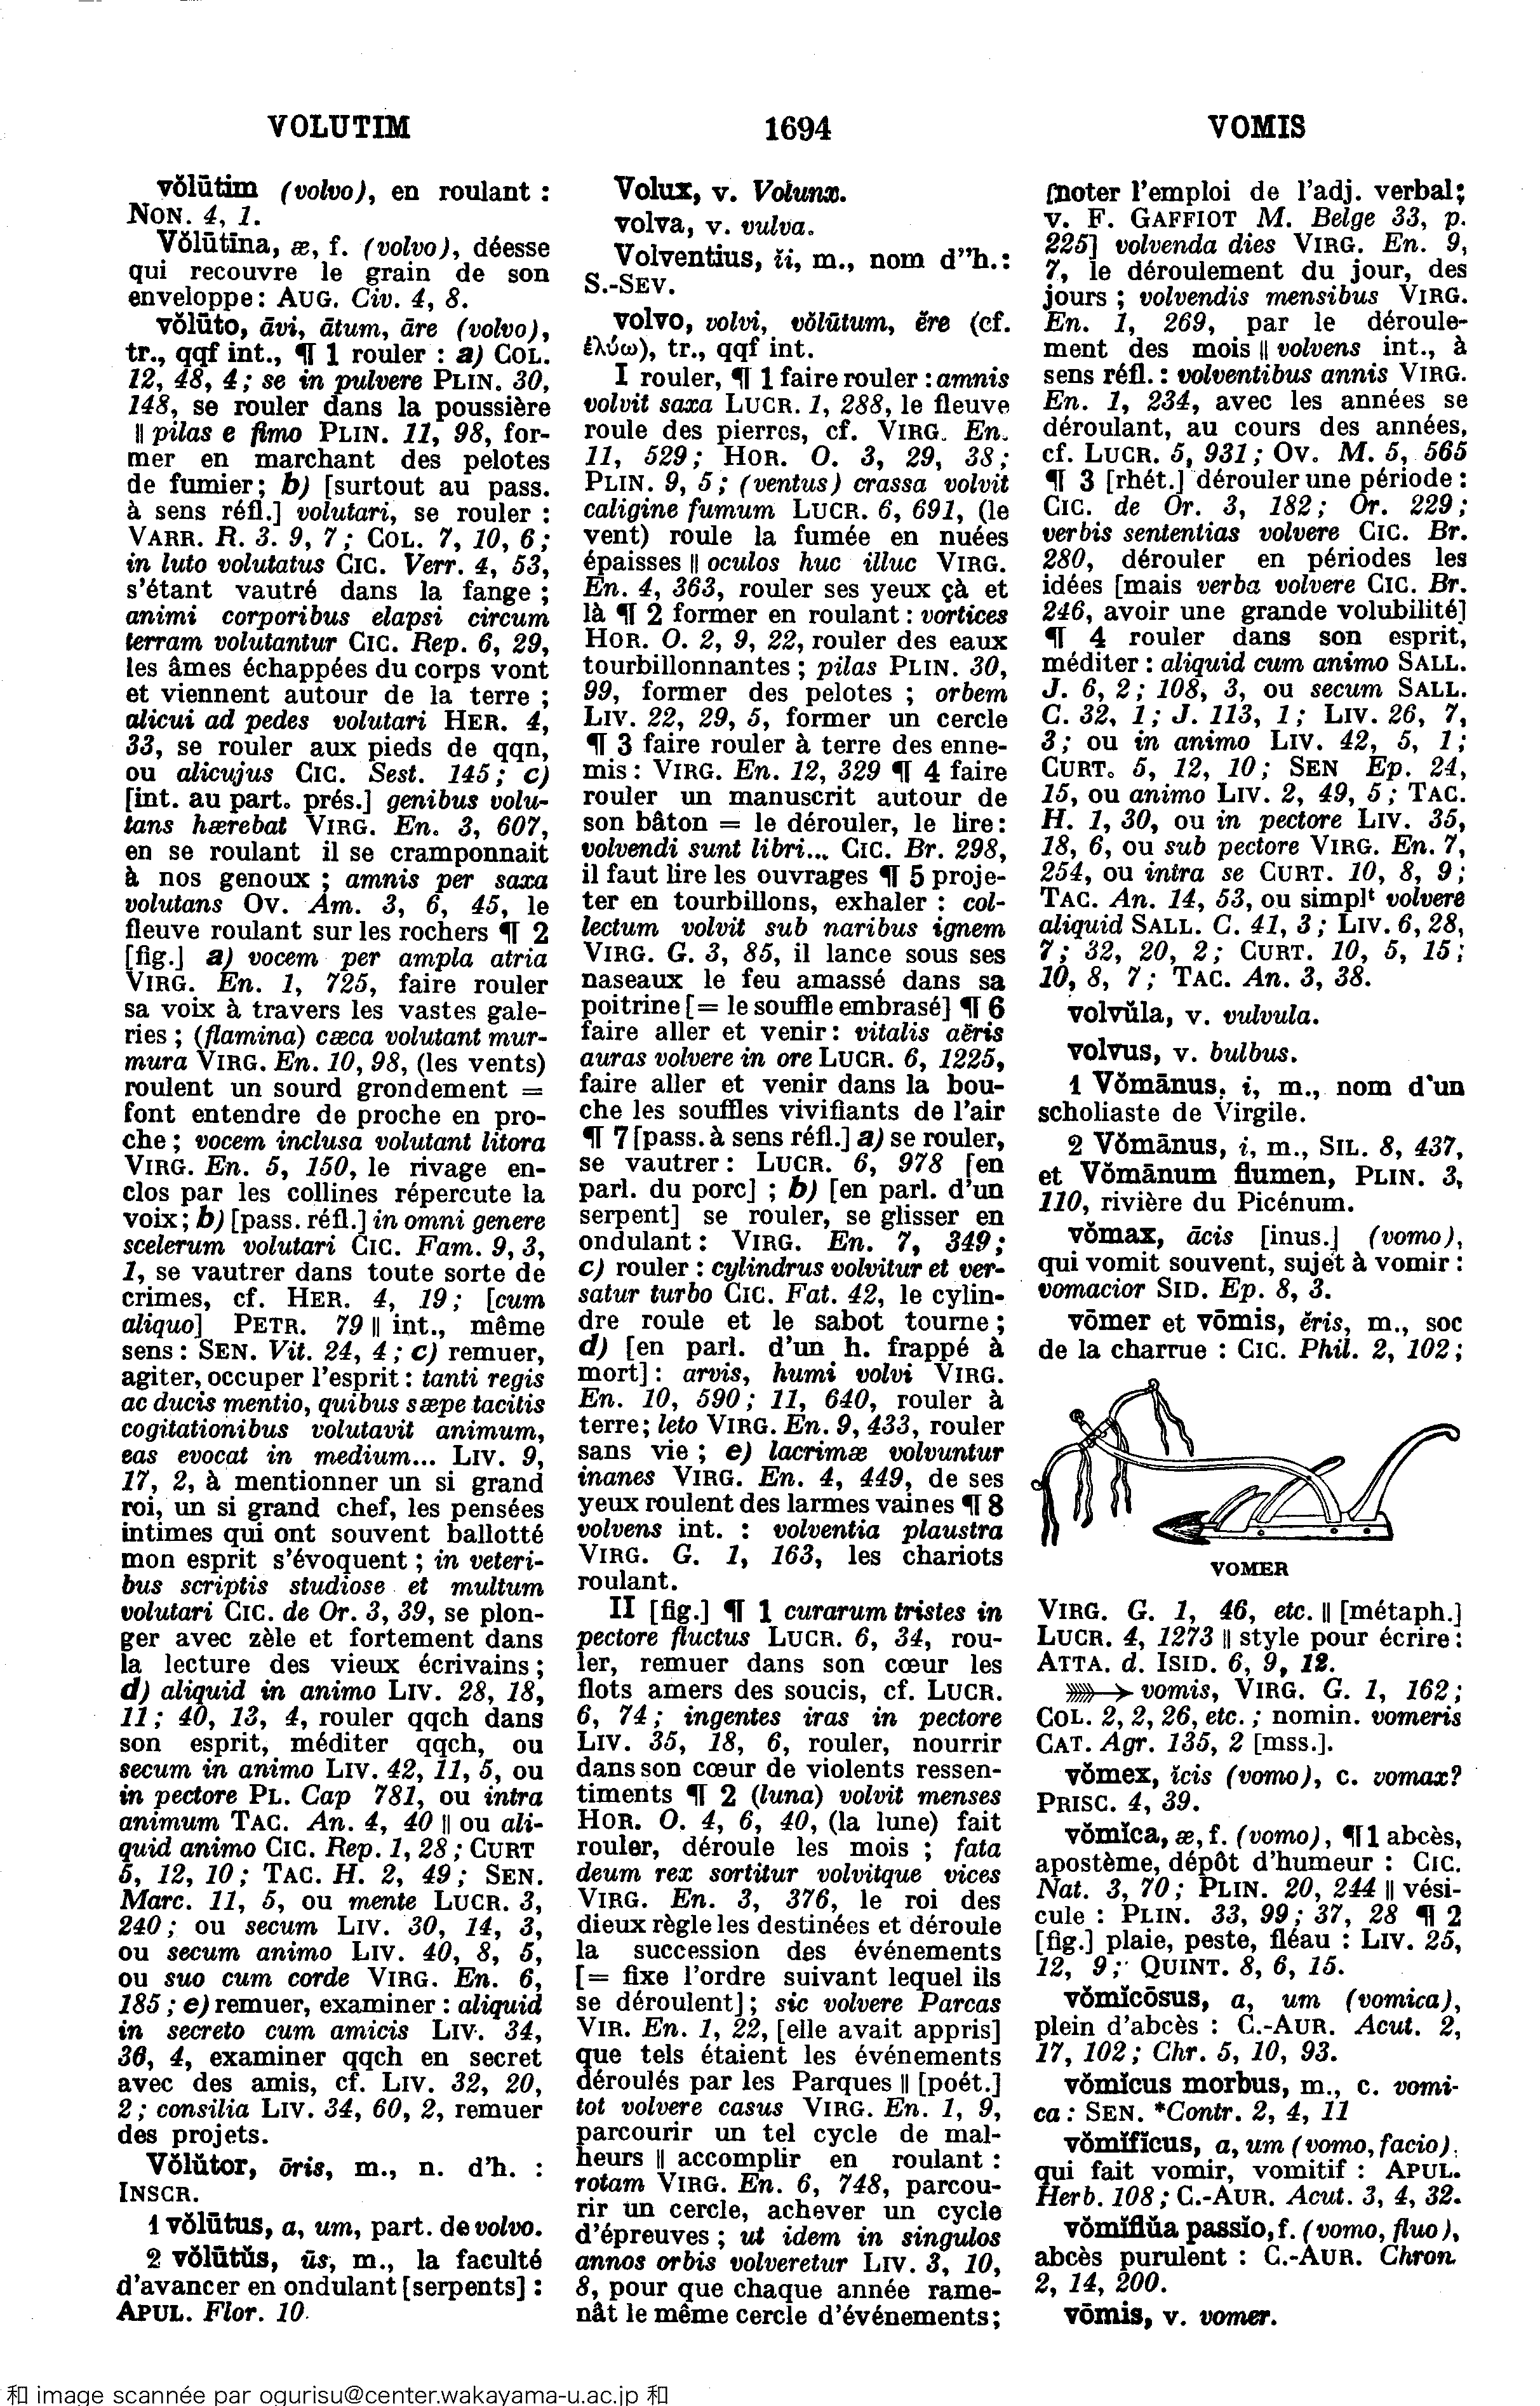 VOLUTIM
1694
VOMIS
vŏlūtim (volvo), en roulant :
NON. 4, 1.
Vŏlūtīna, æ, f. (volvo), déesse
qui recouvre le grain de son
enveloppe : AUG. Civ. 4, 8.
vŏlūto, āvi, ātum, āre (volvo),
tr., qqf int., ¶ 1 rouler : a) COL.
12, 48, 4 ; se in pulvere PLIN. 30,
148, se rouler dans la poussière
|| pilas e fimo PLIN. 11, 98, for-
mer en marchant des pelotes
de fumier ; b) [surtout au pass.
à sens réfl.] volutari, se rouler :
VARR. R. 3. 9, 7 ; COL. 7, 10, 6 ;
in luto volutatus CIC. Verr. 4, 53,
s'étant vautré dans la fange ;
animi corporibus elapsi circum
terram volutantur CIC. Rep. 6, 29,
les âmes échappées du corps vont
et viennent autour de la terre ;
alicui ad pedes volutari HER. 4,
33, se rouler aux pieds de qqn,
ou alicujus CIC. Sest. 145 ; c)
[int. au part. prés.] genibus volu-
tans hærebat VIRG. En. 3, 607,
en se roulant il se cramponnait
à nos genoux ; amnis per saxa
volutans OV. Am. 3, 6, 45, le
fleuve roulant sur les rochers ¶ 2
[fig.] a) vocem per ampla atria
VIRG. En. 1, 725, faire rouler
sa voix à travers les vastes gale-
ries ; (flamina) cæca volutant mur-
mura VIRG. En. 10, 98, (les vents)
roulent un sourd grondement =
font entendre de proche en pro-
che ; vocem inclusa volutant litora
VIRG. En. 5, 150, le rivage en-
clos par les collines répercute la
voix ; b) [pass. réfl.] in omni genere
scelerum volutari CIC. Fam. 9, 3,
1, se vautrer dans toute sorte de
crimes, cf. HER. 4, 19 ; [cum
aliquo] PETR. 79 || int., même
sens : SEN. Vit. 24, 4 ; c) remuer,
agiter, occuper l'esprit : tanti regis
ac ducis mentio, quibus sæpe tacitis
cogitationibus volutavit animum,
eas evocat in medium... LIV. 9,
17, 2, à mentionner un si grand
roi, un si grand chef, les pensées
intimes qui ont souvent ballotté
mon esprit s'évoquent ; in veteri-
bus scriptis studiose et multum
volutari CIC. de Or. 3, 39, se plon-
ger avec zèle et fortement dans
la lecture des vieux écrivains ;
d) aliquid in animo LIV. 28, 18,
11 ; 40, 13, 4, rouler qqch dans
son esprit, méditer qqch, ou
secum in animo LIV. 42, 11, 5, ou
in pectore PL. Cap 781, ou intra
animum TAC. An. 4, 40 || ou ali-
quid animo CIC. Rep. 1, 28 ; CURT
5, 12, 10 ; TAC. H. 2, 49 ; SEN.
Marc. 11, 5, ou mente LUCR. 3,
240 ; ou secum LIV. 30, 14, 3,
ou secum animo LIV. 40, 8, 5,
ou suo cum corde VIRG. En. 6,
185 ; e) remuer, examiner : aliquid
in secreto cum amicis LIV. 34,
36, 4, examiner qqch en secret
avec des amis, cf. LIV. 32, 20,
2 ; consilia LIV. 34, 60, 2, remuer
des projets.
Vŏlŭtor, ōris, m., n. d'h. :
INSCR.
1 vŏlūtus, a, um, part. de volvo.
2 vŏlūtŭs, ūs, m., la faculté
d'avancer en ondulant [serpents] :
APUL. Flor. 10.
Volux, v. Volunx.
volva, v. vulva.
Volventius, ĭi, m., nom d''h. :
S.-SEV.
volvo, volvi, vŏlūtum, ĕre (cf.
ἐλύω), tr., qqf int.
I rouler, ¶ 1 faire rouler : amnis
volvit saxa LUCR. 1, 288, le fleuve
roule des pierres, cf. VIRG. En.
11, 529 ; HOR. O. 3, 29, 38 ;
PLIN. 9, 5 ; (ventus) crassa volvit
caligine fumum LUCR. 6, 691, (le
vent) roule la fumée en nuées
épaisses || oculos huc illuc VIRG.
En. 4, 363, rouler ses yeux çà et
là ¶ 2 former en roulant : vortices
HOR. O. 2, 9, 22, rouler des eaux
tourbillonnantes ; pilas PLIN. 30,
99, former des pelotes ; orbem
LIV. 22, 29, 5, former un cercle
¶ 3 faire rouler à terre des enne-
mis : VIRG. En. 12, 329 ¶ 4 faire
rouler un manuscrit autour de
son bâton = le dérouler, le lire :
volvendi sunt libri... CIC. Br. 298,
il faut lire les ouvrages ¶ 5 proje-
ter en tourbillons, exhaler : col-
lectum volvit sub naribus ignem
VIRG. G. 3, 85, il lance sous ses
naseaux le feu amassé dans sa
poitrine [= le souffle embrasé] ¶ 6
faire aller et venir : vitalis aëris
auras volvere in ore LUCR. 6, 1225,
faire aller et venir dans la bou-
che les souffles vivifiants de l'air
¶ 7 [pass. à sens réfl.] a) se rouler,
se vautrer : LUCR. 6, 978 [en
parl. du porc] ; b) [en parl. d'un
serpent] se rouler, se glisser en
ondulant : VIRG. En. 7, 349 ;
c) rouler : cylindrus volvitur et ver-
satur turbo CIC. Fat. 42, le cylin-
dre roule et le sabot tourne ;
d) [en parl. d'un h. frappé à
mort] : arvis, humi volvi VIRG.
En. 10, 590 ; 11, 640, rouler à
terre ; leto VIRG. En. 9, 433, rouler
sans vie ; e) lacrimæ volvuntur
inanes VIRG. En. 4, 449, de ses
yeux roulent des larmes vaines ¶ 8
volvens int. : volventia plaustra
VIRG. G. 1, 163, les chariots
roulant.
II [fig.] ¶ 1 curarum tristes in
pectore fluctus LUCR. 6, 34, rou-
ler, remuer dans son cœur les
flots amers des soucis, cf. LUCR.
6, 74 ; ingentes iras in pectore
LIV. 35, 18, 6, rouler, nourrir
dans son cœur de violents ressen-
timents ¶ 2 (luna) volvit menses
HOR. O. 4, 6, 40, (la lune) fait
rouler, déroule les mois ; fata
deum rex sortitur volvitque vices
VIRG. En. 3, 376, le roi des
dieux règle les destinées et déroule
la succession des événements
[= fixe l'ordre suivant lequel ils
se déroulent] ; sic volvere Parcas
VIR. En. 1, 22, [elle avait appris]
que tels étaient les événements
déroulés par les Parques || [poét.]
tot volvere casus VIRG. En. 1, 9,
parcourir un tel cycle de mal-
heurs || accomplir en roulant :
rotam VIRG. En. 6, 748, parcou-
rir un cercle, achever un cycle
d'épreuves ; ut idem in singulos
annos orbis volveretur LIV. 3, 10,
8, pour que chaque année rame-
nât le même cercle d'événements ;
[noter l'emploi de l'adj. verbal ;
v. F. GAFFIOT M. Belge 33, p.
225] volvenda dies VIRG. En. 9,
7, le déroulement du jour, des
jours ; volvendis mensibus VIRG.
En. 1, 269, par le déroule-
ment des mois || volvens int., à
sens réfl. : volventibus annis VIRG.
En. 1, 234, avec les années se
déroulant, au cours des années,
cf. LUCR. 5, 931 ; OV. M. 5, 565
¶ 3 [rhét.] dérouler une période :
CIC. de Or. 3, 182 ; Or. 229 ;
verbis sententias volvere CIC. Br.
280, dérouler en périodes les
idées [mais verba volvere CIC. Br.
246, avoir une grande volubilité]
¶ 4 rouler dans son esprit,
méditer : aliquid cum animo SALL.
J. 6, 2 ; 108, 3, ou secum SALL.
C. 32, 1 ; J. 113, 1 ; LIV. 26, 7,
3 ; ou in animo LIV. 42, 5, 1 ;
CURT. 5, 12, 10 ; SEN Ep. 24,
15, ou animo LIV. 2, 49, 5 ; TAC.
H. 1, 30, ou in pectore LIV. 35,
18, 6, ou sub pectore VIRG. En. 7,
254, ou intra se CURT. 10, 8, 9 ;
TAC. An. 14, 53, ou simplᵗ volvere
aliquid SALL. C. 41, 3 ; LIV. 6, 28,
7 ; 32, 20, 2 ; CURT. 10, 5, 15 ;
10, 8, 7 ; TAC. An. 3, 38.
volvŭla, v. vulvula.
volvus, v. bulbus.
1 Vŏmānus, i, m., nom d'un
scholiaste de Virgile.
2 Vŏmānus, i, m., SIL. 8, 437,
et Vŏmānum flumen, PLIN. 3,
110, rivière du Picénum.
vŏmax, ācis [inus.] (vomo),
qui vomit souvent, sujet à vomir :
vomacior SID. Ep. 8, 3.
vōmer et vōmis, ĕris, m., soc
de la charrue : CIC. Phil. 2, 102 ;
VOMER
VIRG. G. 1, 46, etc. || [métaph.]
LUCR. 4, 1273 || style pour écrire :
ATTA. d. ISID. 6, 9, 12.
vomis, VIRG. G. 1, 162 ;
COL. 2, 2, 26, etc. ; nomin. vomeris
CAT. Agr. 135, 2 [mss.].
vŏmex, ĭcis (vomo), c. vomax?
PRISC. 4, 39.
vŏmĭca, æ, f. (vomo), ¶ 1 abcès,
apostème, dépôt d'humeur : CIC.
Nat. 3, 70 ; PLIN. 20, 244 || vési-
cule : PLIN. 33, 99 ; 37, 28 ¶ 2
[fig.] plaie, peste, fléau : LIV. 25,
12, 9 ; QUINT. 8, 6, 15.
vŏmĭcōsus, a, um (vomica),
plein d'abcès : C.-AUR. Acut. 2,
17, 102 ; Chr. 5, 10, 93.
vŏmĭcus morbus, m., c. vomi-
ca : SEN. *Contr. 2, 4, 11
vŏmĭfĭcus, a, um (vomo, facio),
qui fait vomir, vomitif : APUL.
Herb. 108 ; C.-AUR. Acut. 3, 4, 32.
vŏmĭflŭa passĭo, f. (vomo, fluo),
abcès purulent : C.-AUR. Chron.
2, 14, 200.
vōmis, v. vomer.
和 image scannée par ogurisu@center.wakayama-u.ac.jp 和